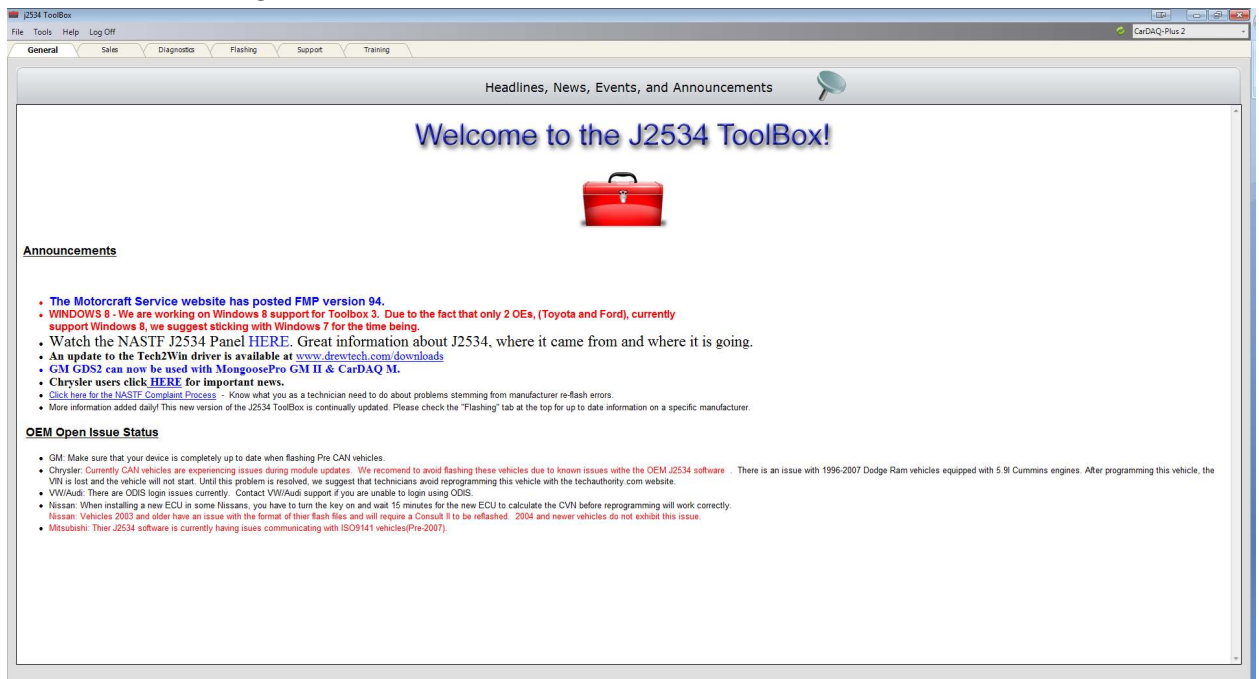 j2534 ToolBox
File Tools Help Log Off
CarDAQ-Plus 2
General Sales Diagnostics Flashing Support Training
Headlines, News, Events, and Announcements
Welcome to the J2534 ToolBox!
Announcements
The Motorcraft Service website has posted FMP version 94.
WINDOWS 8 - We are working on Windows 8 support for Toolbox 3. Due to the fact that only 2 OEs, (Toyota and Ford), currently
support Windows 8, we suggest sticking with Windows 7 for the time being.
Watch the NASTF J2534 Panel HERE. Great information about J2534, where it came from and where it is going.
An update to the Tech2Win driver is available at www.drewtech.com/downloads
GM GDS2 can now be used with MongoosePro GM II & CarDAQ M.
Chrysler users click HERE for important news.
Click here for the NASTF Complaint Process - Know what you as a technician need to do about problems stemming from manufacturer re-flash errors.
More information added daily! This new version of the J2534 ToolBox is continually updated. Please check the "Flashing" tab at the top for up to date information on a specific manufacturer.
OEM Open Issue Status
GM: Make sure that your device is completely up to date when flashing Pre CAN vehicles.
Chrysler: Currently CAN vehicles are experiencing issues during module updates. We recomend to avoid flashing these vehicles due to known issues withe the OEM J2534 software . There is an issue with 1996-2007 Dodge Ram vehicles equipped with 5.9l Cummins engines. After programming this vehicle, the
VIN is lost and the vehicle will not start. Until this problem is resolved, we suggest that technicians avoid reprogramming this vehicle with the techauthority.com website.
VW/Audi: There are ODIS login issues currently. Contact VW/Audi support if you are unable to login using ODIS.
Nissan: When installing a new ECU in some Nissans, you have to turn the key on and wait 15 minutes for the new ECU to calculate the CVN before reprogramming will work correctly.
Nissan: Vehicles 2003 and older have an issue with the format of thier flash files and will require a Consult II to be reflashed. 2004 and newer vehicles do not exhibit this issue.
Mitsubishi: Thier J2534 software is currently having isues communicating with ISO9141 vehicles(Pre-2007).